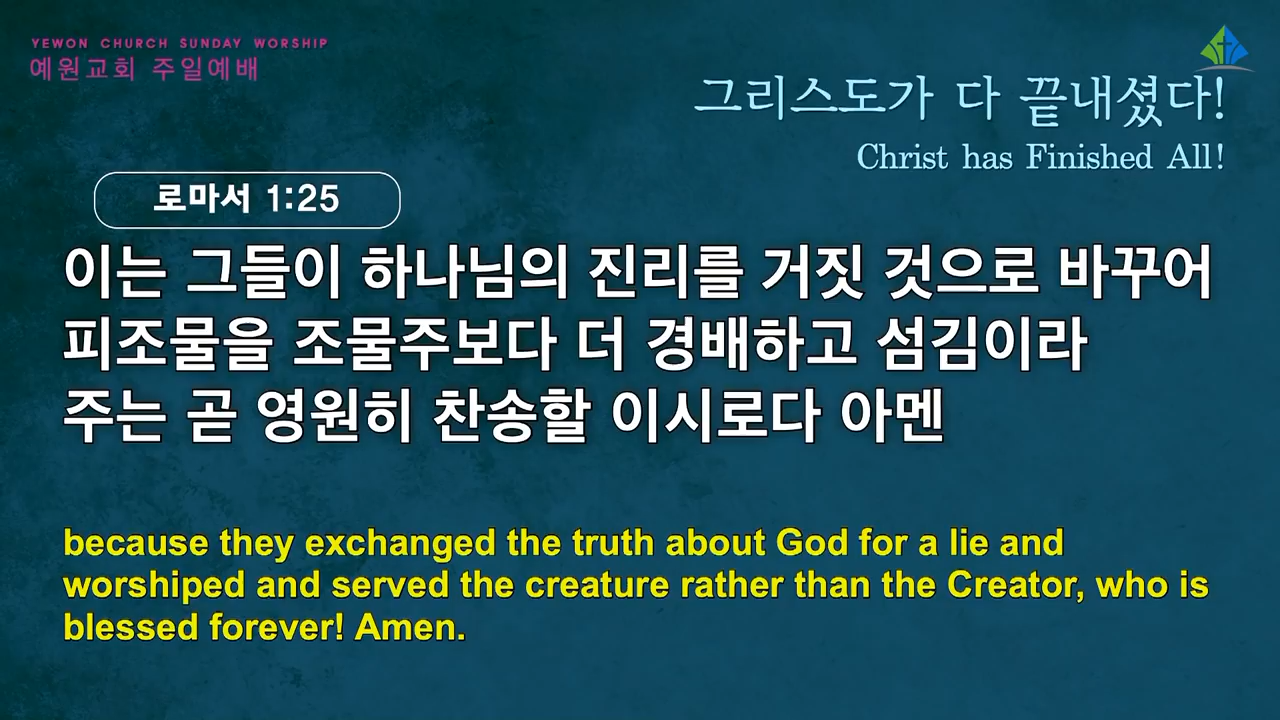 YEWON CHURCH SUNDAY WORSHIP
예원교회 주일예배
그리스도가 다 끝내셨다!
Christ has Finished All!
로마서 1:25
이는 그들이 하나님의 진리를 거짓 것으로 바꾸어
피조물을 조물주보다 더 경배하고 섬김이라
주는 곧 영원히 찬송할 이시로다 아멘
because they exchanged the truth about God for a lie and
worshiped and served the creature rather than the Creator, who is
blessed forever! Amen.